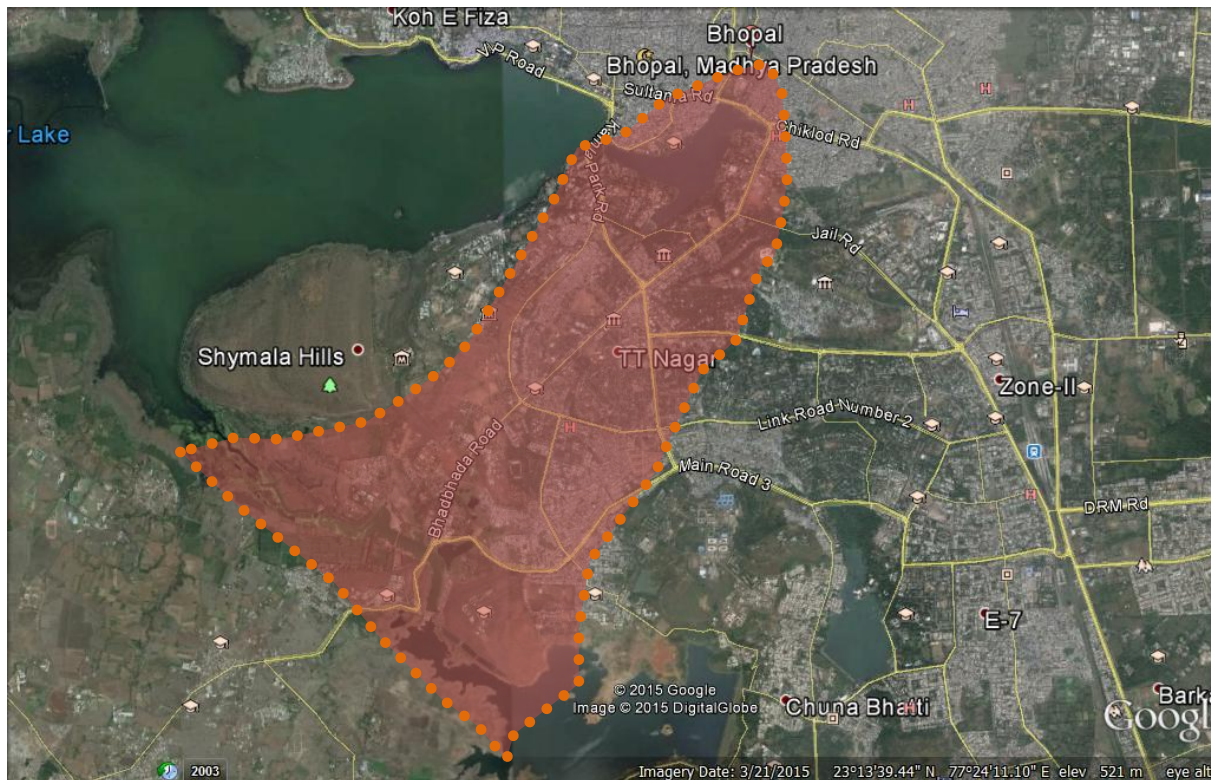 Koh E Fiza
V P Road
Bhopal
Bhopal, Madhya Pradesh
Sultania Rd
r Lake
Kamla Park Rd
Chiklod Rd
Jail Rd
Shymala Hills
TT Nagar
Zone-II
Link Road Number 2
Bhadbhada Road
Main Road 3
DRM Rd
E-7
© 2015 Google
Image © 2015 DigitalGlobe
Chuna Bhatti
Barka
Google
2003
Imagery Date: 3/21/2015 23°13'39.44" N, 77°24'11.10" E elev 521 m eye alt